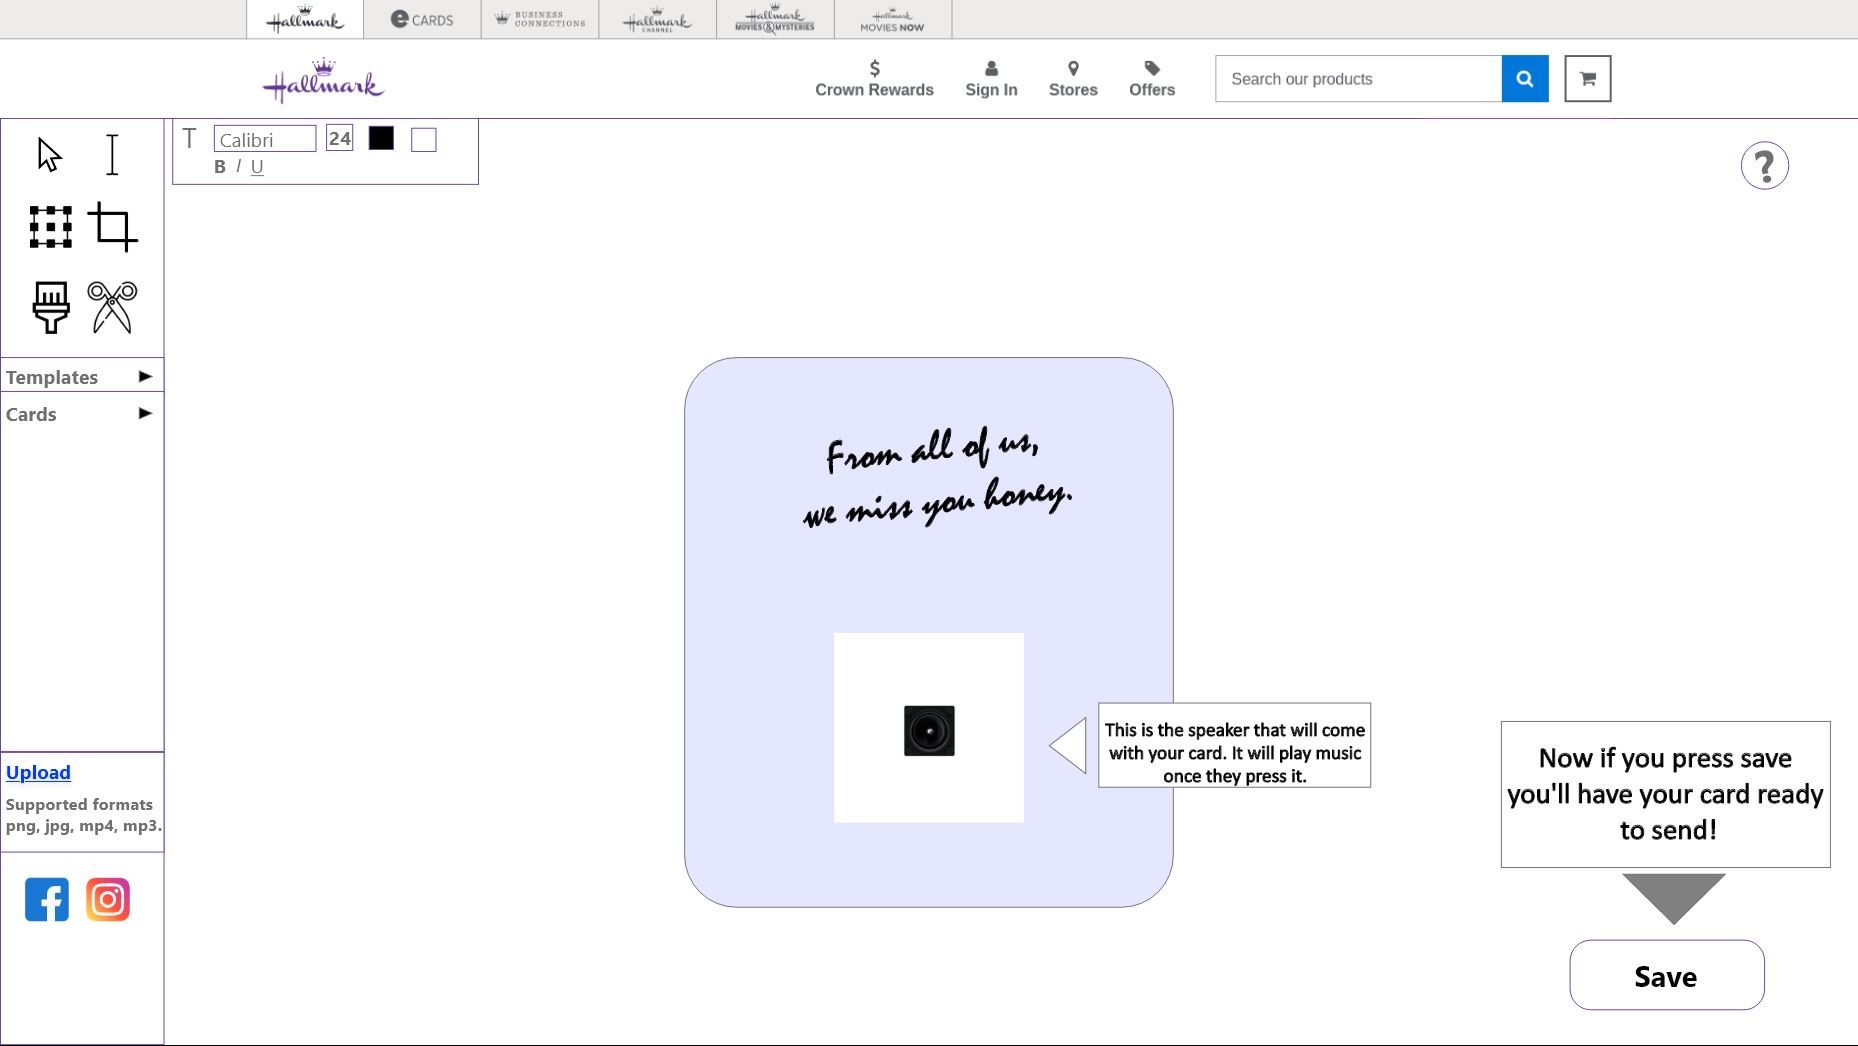 Hallmark
e CARDS
Hallmark BUSINESS
CONNECTIONS
Hallmark
CHANNEL
Hallmark
MOVIES & MYSTERIES
Hallmark
MOVIES NOW
Hallmark
$
Crown Rewards
Sign In
Stores
Offers
Search our products
T
Calibri
24
B I U
?
Templates
Cards
From all of us,
we miss you honey.
This is the speaker that will come
with your card. It will play music
once they press it.
Now if you press save
you'll have your card ready
to send!
Upload
Supported formats
png, jpg, mp4, mp3.
Save